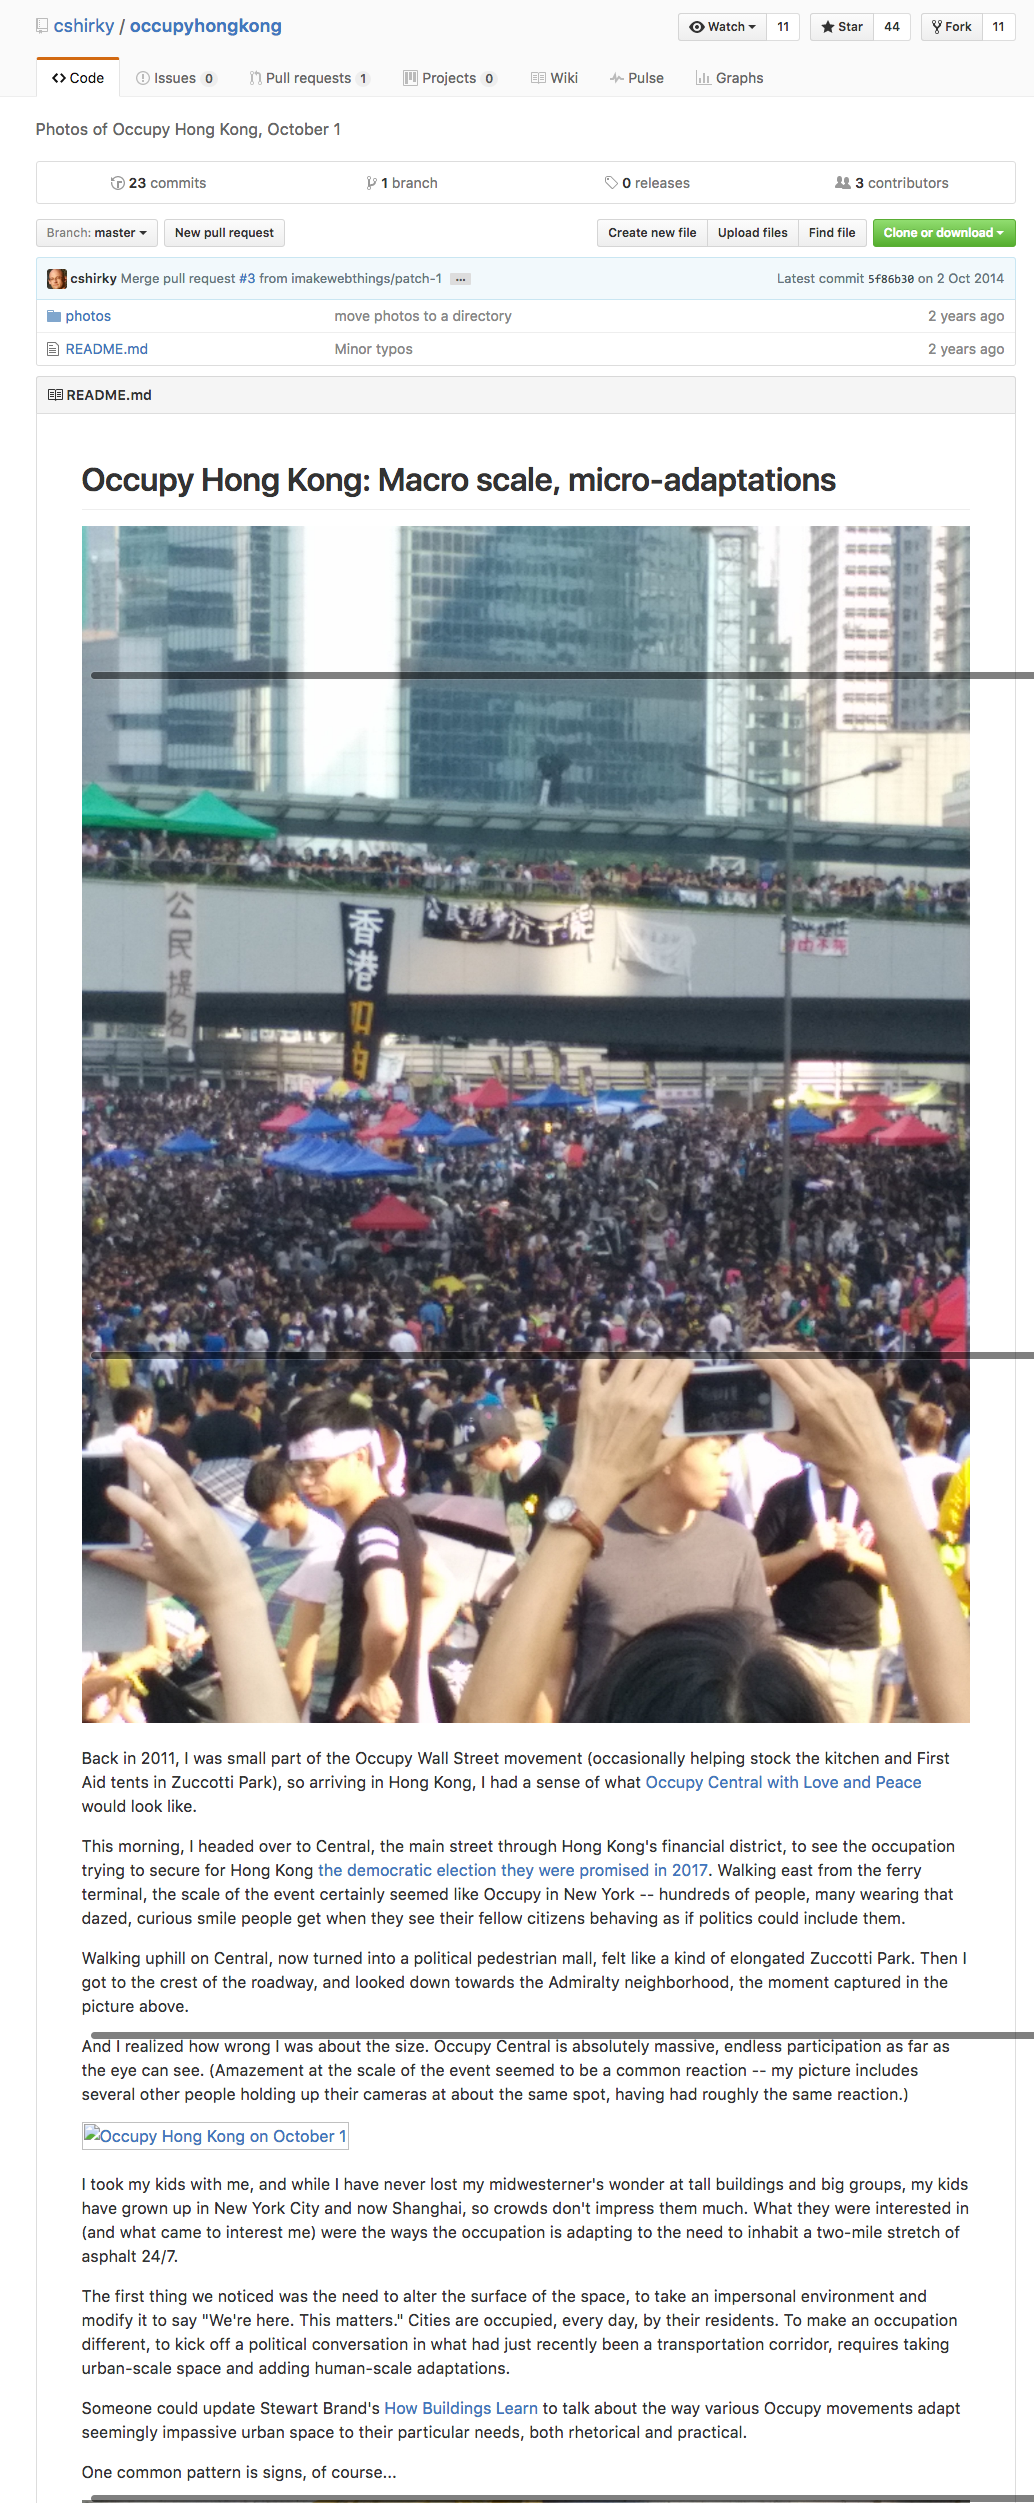 cshirky / occupyhongkong
Watch 11 Star 44 Fork 11
Code Issues 0 Pull requests 1 Projects 0 Wiki Pulse Graphs
Photos of Occupy Hong Kong, October 1
23 commits 1 branch 0 releases 3 contributors
Branch: master New pull request Create new file Upload files Find file Clone or download
cshirky Merge pull request #3 from imakewebthings/patch-1 ... Latest commit 5f86b30 on 2 Oct 2014
photos move photos to a directory 2 years ago
README.md Minor typos 2 years ago
README.md
Occupy Hong Kong: Macro scale, micro-adaptations
公民提名
香港加油
公民抗命
Back in 2011, I was small part of the Occupy Wall Street movement (occasionally helping stock the kitchen and First
Aid tents in Zuccotti Park), so arriving in Hong Kong, I had a sense of what Occupy Central with Love and Peace
would look like.
This morning, I headed over to Central, the main street through Hong Kong's financial district, to see the occupation
trying to secure for Hong Kong the democratic election they were promised in 2017. Walking east from the ferry
terminal, the scale of the event certainly seemed like Occupy in New York -- hundreds of people, many wearing that
dazed, curious smile people get when they see their fellow citizens behaving as if politics could include them.
Walking uphill on Central, now turned into a political pedestrian mall, felt like a kind of elongated Zuccotti Park. Then I
got to the crest of the roadway, and looked down towards the Admiralty neighborhood, the moment captured in the
picture above.
And I realized how wrong I was about the size. Occupy Central is absolutely massive, endless participation as far as
the eye can see. (Amazement at the scale of the event seemed to be a common reaction -- my picture includes
several other people holding up their cameras at about the same spot, having had roughly the same reaction.)
Occupy Hong Kong on October 1
I took my kids with me, and while I have never lost my midwesterner's wonder at tall buildings and big groups, my kids
have grown up in New York City and now Shanghai, so crowds don't impress them much. What they were interested in
(and what came to interest me) were the ways the occupation is adapting to the need to inhabit a two-mile stretch of
asphalt 24/7.
The first thing we noticed was the need to alter the surface of the space, to take an impersonal environment and
modify it to say "We're here. This matters." Cities are occupied, every day, by their residents. To make an occupation
different, to kick off a political conversation in what had just recently been a transportation corridor, requires taking
urban-scale space and adding human-scale adaptations.
Someone could update Stewart Brand's How Buildings Learn to talk about the way various Occupy movements adapt
seemingly impassive urban space to their particular needs, both rhetorical and practical.
One common pattern is signs, of course...